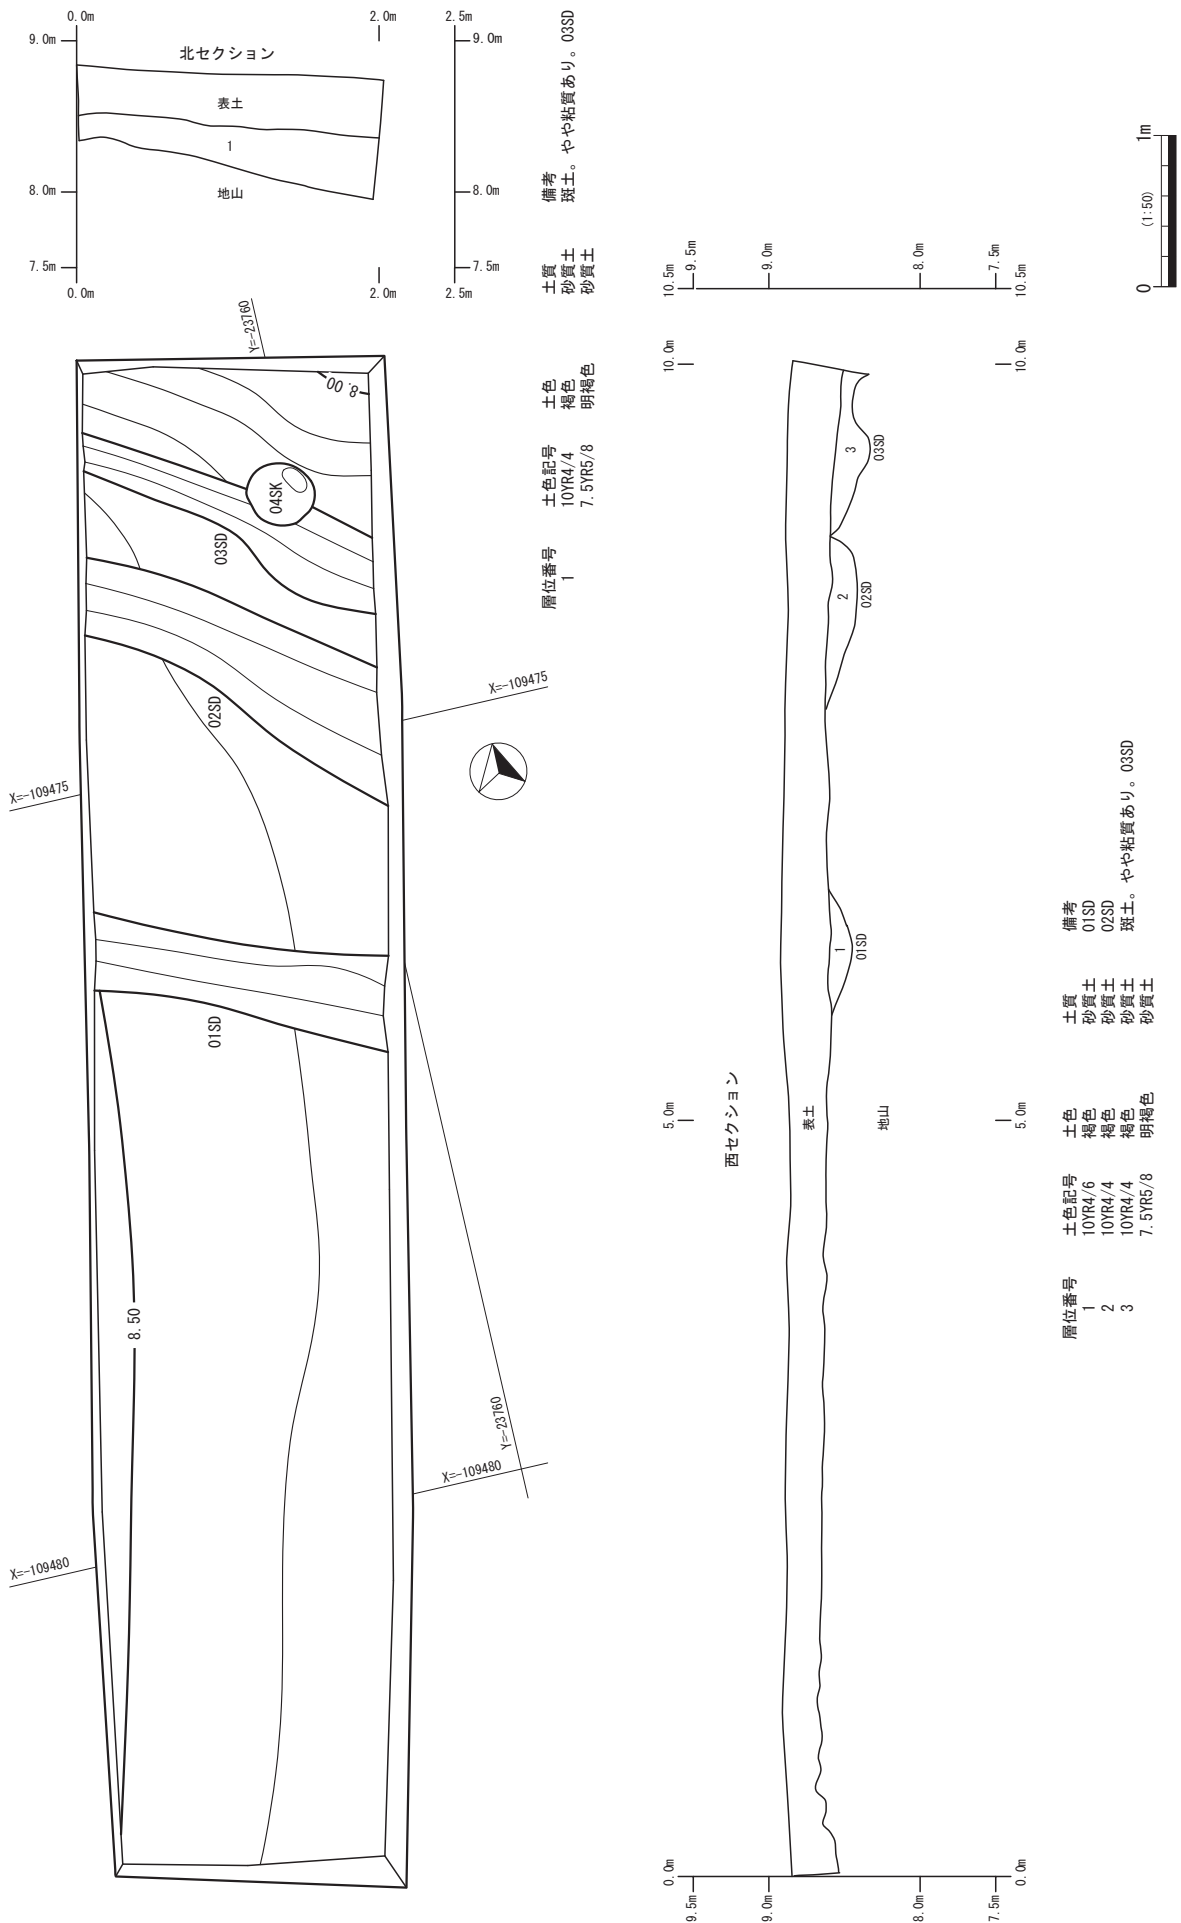 0.0m
2.0m
2.5m
9.0m
9.0m
北セクション
表土
1
地山
8.0m
8.0m
7.5m
7.5m
0.0m
2.0m
2.5m
層位番号 土色記号 土色 土質 備考
1 10YR4/4 褐色 砂質土 斑土。やや粘質あり。03SD
7.5YR5/8 明褐色 砂質土
Y=-23760
8.00
04SK
03SD
02SD
01SD
8.50
X=-109475
X=-109475
X=-109480
X=-109480
Y=-23760
西セクション
9.5m
9.0m
8.0m
7.5m
10.5m
10.5m
10.0m
10.0m
5.0m
5.0m
0.0m
0.0m
9.5m
9.0m
8.0m
7.5m
表土
地山
3
03SD
2
02SD
1
01SD
層位番号 土色記号 土色 土質 備考
1 10YR4/6 褐色 砂質土 01SD
2 10YR4/4 褐色 砂質土 02SD
3 10YR4/4 褐色 砂質土 斑土。やや粘質あり。03SD
7.5YR5/8 明褐色 砂質土
0
(1:50)
1m